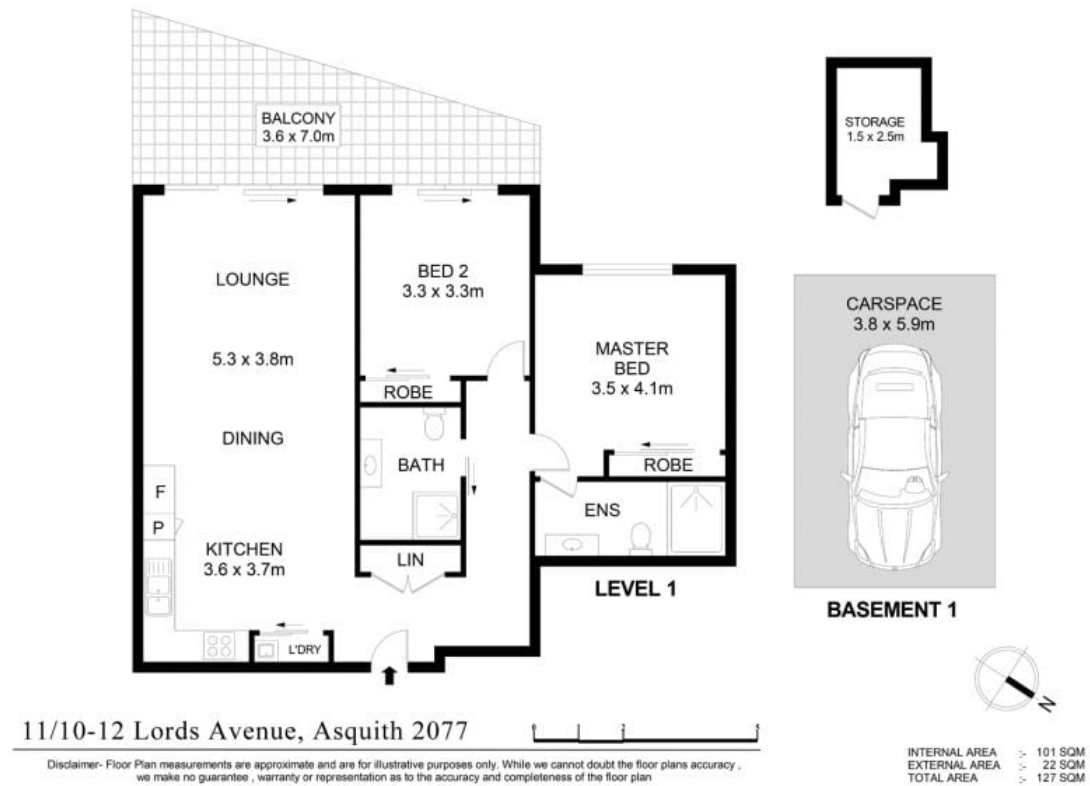 BALCONY
3.6 x 7.0m
STORAGE
1.5 x 2.5m
LOUNGE
5.3 x 3.8m
DINING
BED 2
3.3 x 3.3m
ROBE
MASTER
BED
3.5 x 4.1m
ROBE
CARSPACE
3.8 x 5.9m
BATH
ENS
F
P
KITCHEN
3.6 x 3.7m
LIN
L'DRY
LEVEL 1
BASEMENT 1
N
11/10-12 Lords Avenue, Asquith 2077
0 1 2 5
Disclaimer- Floor Plan measurements are approximate and are for illustrative purposes only. While we cannot doubt the floor plans accuracy ,
we make no guarantee , warranty or representation as to the accuracy and completeness of the floor plan
INTERNAL AREA :- 101 SQM
EXTERNAL AREA :- 22 SQM
TOTAL AREA :- 127 SQM